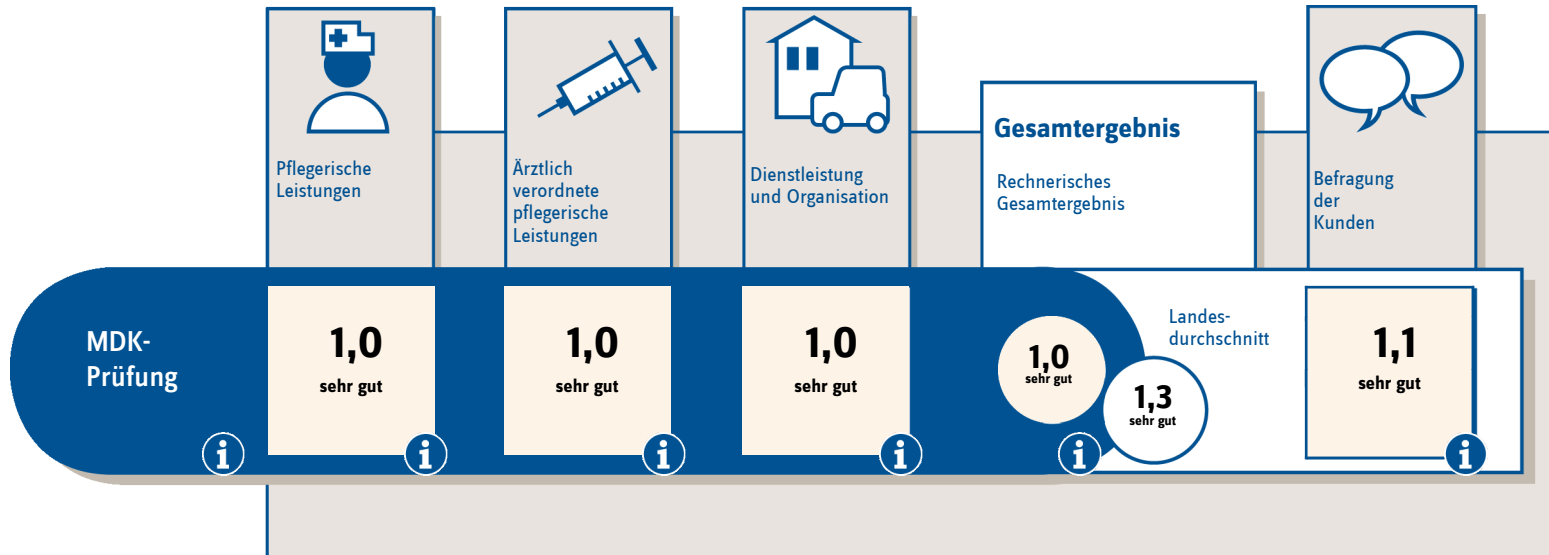 Pflegerische
Leistungen
Ärztlich
verordnete
pflegerische
Leistungen
Dienstleistung
und Organisation
Gesamtergebnis
Rechnerisches
Gesamtergebnis
Befragung
der
Kunden
MDK-
Prüfung
1,0
sehr gut
1,0
sehr gut
1,0
sehr gut
1,0
sehr gut
Landes-
durchschnitt
1,3
sehr gut
1,1
sehr gut
i
i
i
i
i
i